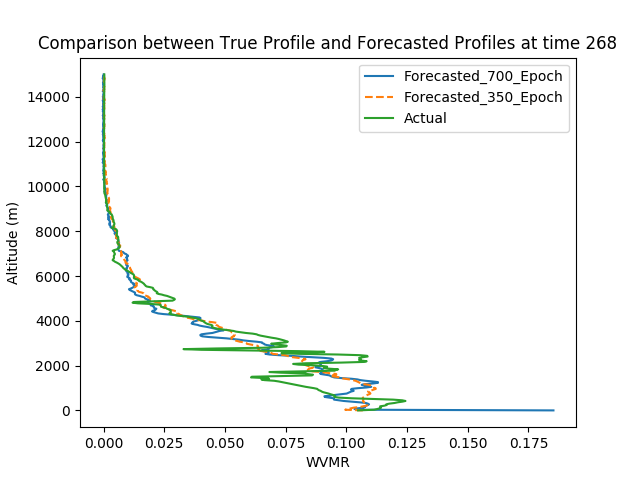 Comparison between True Profile and Forecasted Profiles at time 268
Forecasted_700_Epoch
Forecasted_350_Epoch
Actual
Altitude (m)
14000
12000
10000
8000
6000
4000
2000
0
0.000 0.025 0.050 0.075 0.100 0.125 0.150 0.175
WVMR